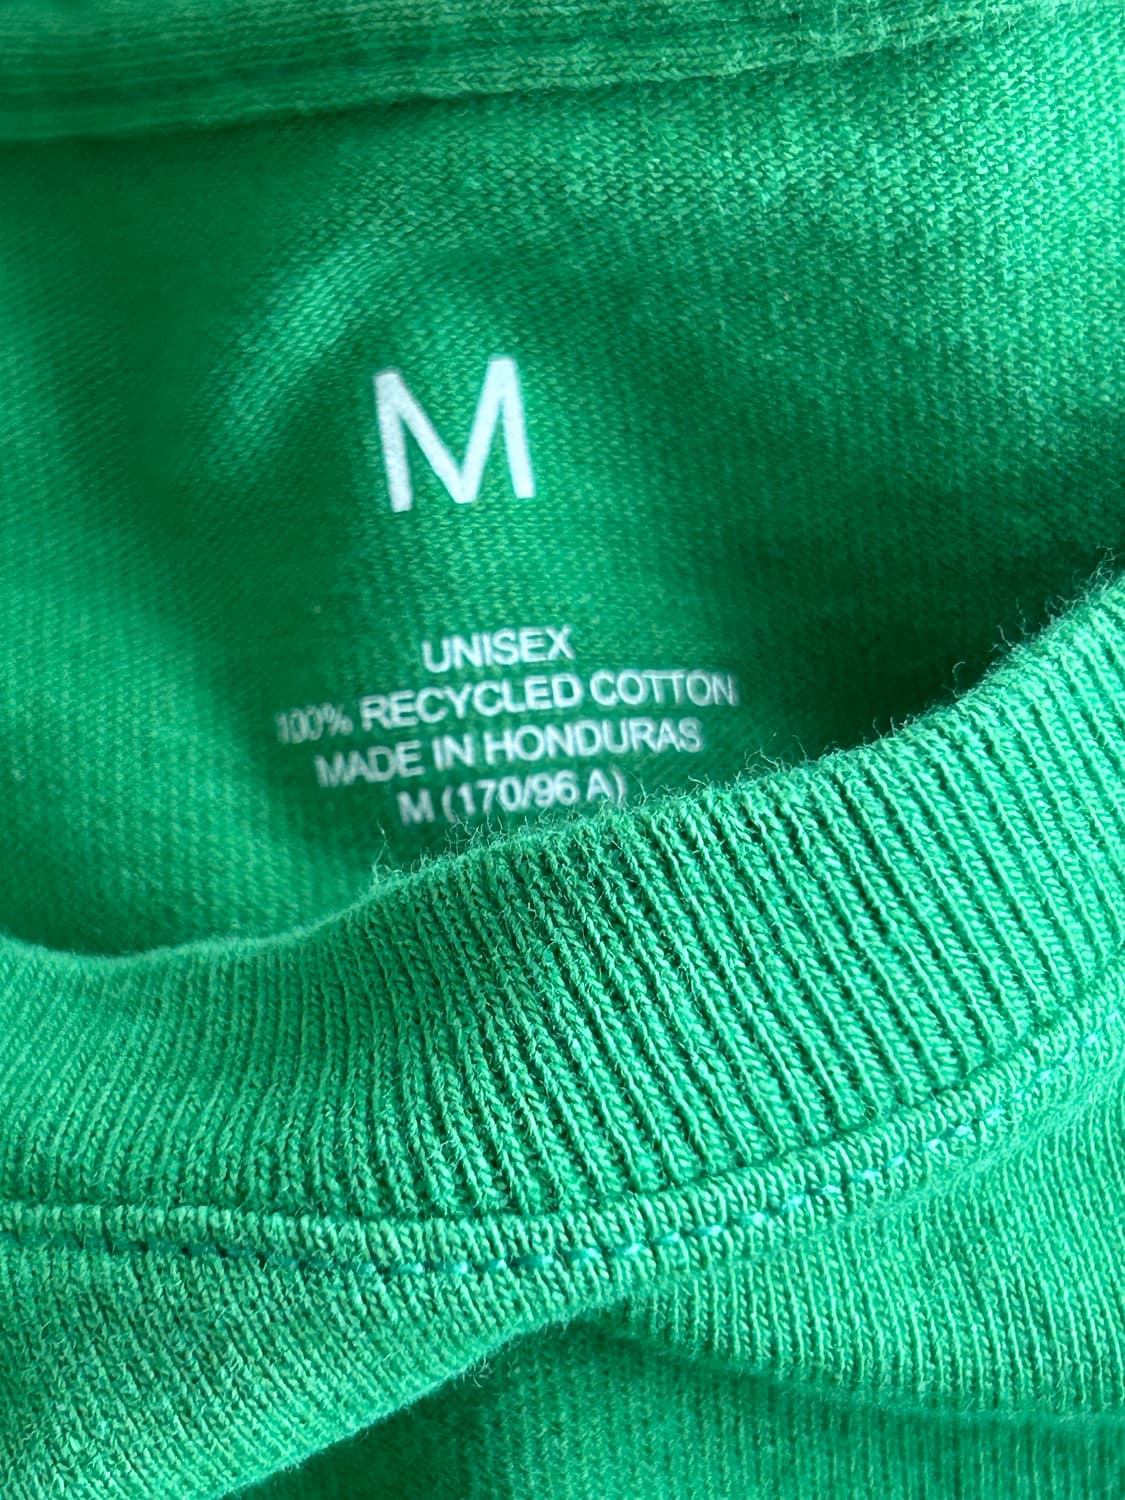 M
UNISEX
100% RECYCLED COTTON
MADE IN HONDURAS
M (170/96 A)